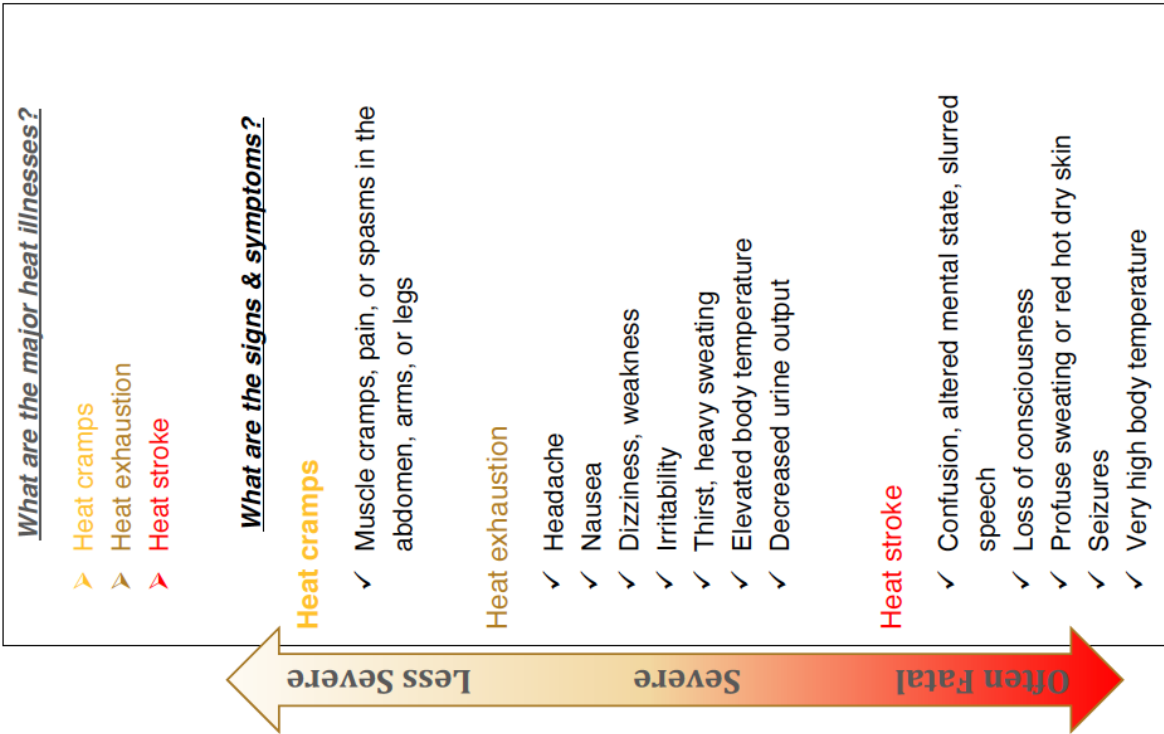 What are the major heat illnesses?
➢ Heat cramps
➢ Heat exhaustion
➢ Heat stroke
What are the signs & symptoms?
Heat cramps
✓ Muscle cramps, pain, or spasms in the
abdomen, arms, or legs
Heat exhaustion
✓ Headache
✓ Nausea
✓ Dizziness, weakness
✓ Irritability
✓ Thirst, heavy sweating
✓ Elevated body temperature
✓ Decreased urine output
Heat stroke
✓ Confusion, altered mental state, slurred
speech
✓ Loss of consciousness
✓ Profuse sweating or red hot dry skin
✓ Seizures
✓ Very high body temperature
Less Severe
Severe
Often Fatal